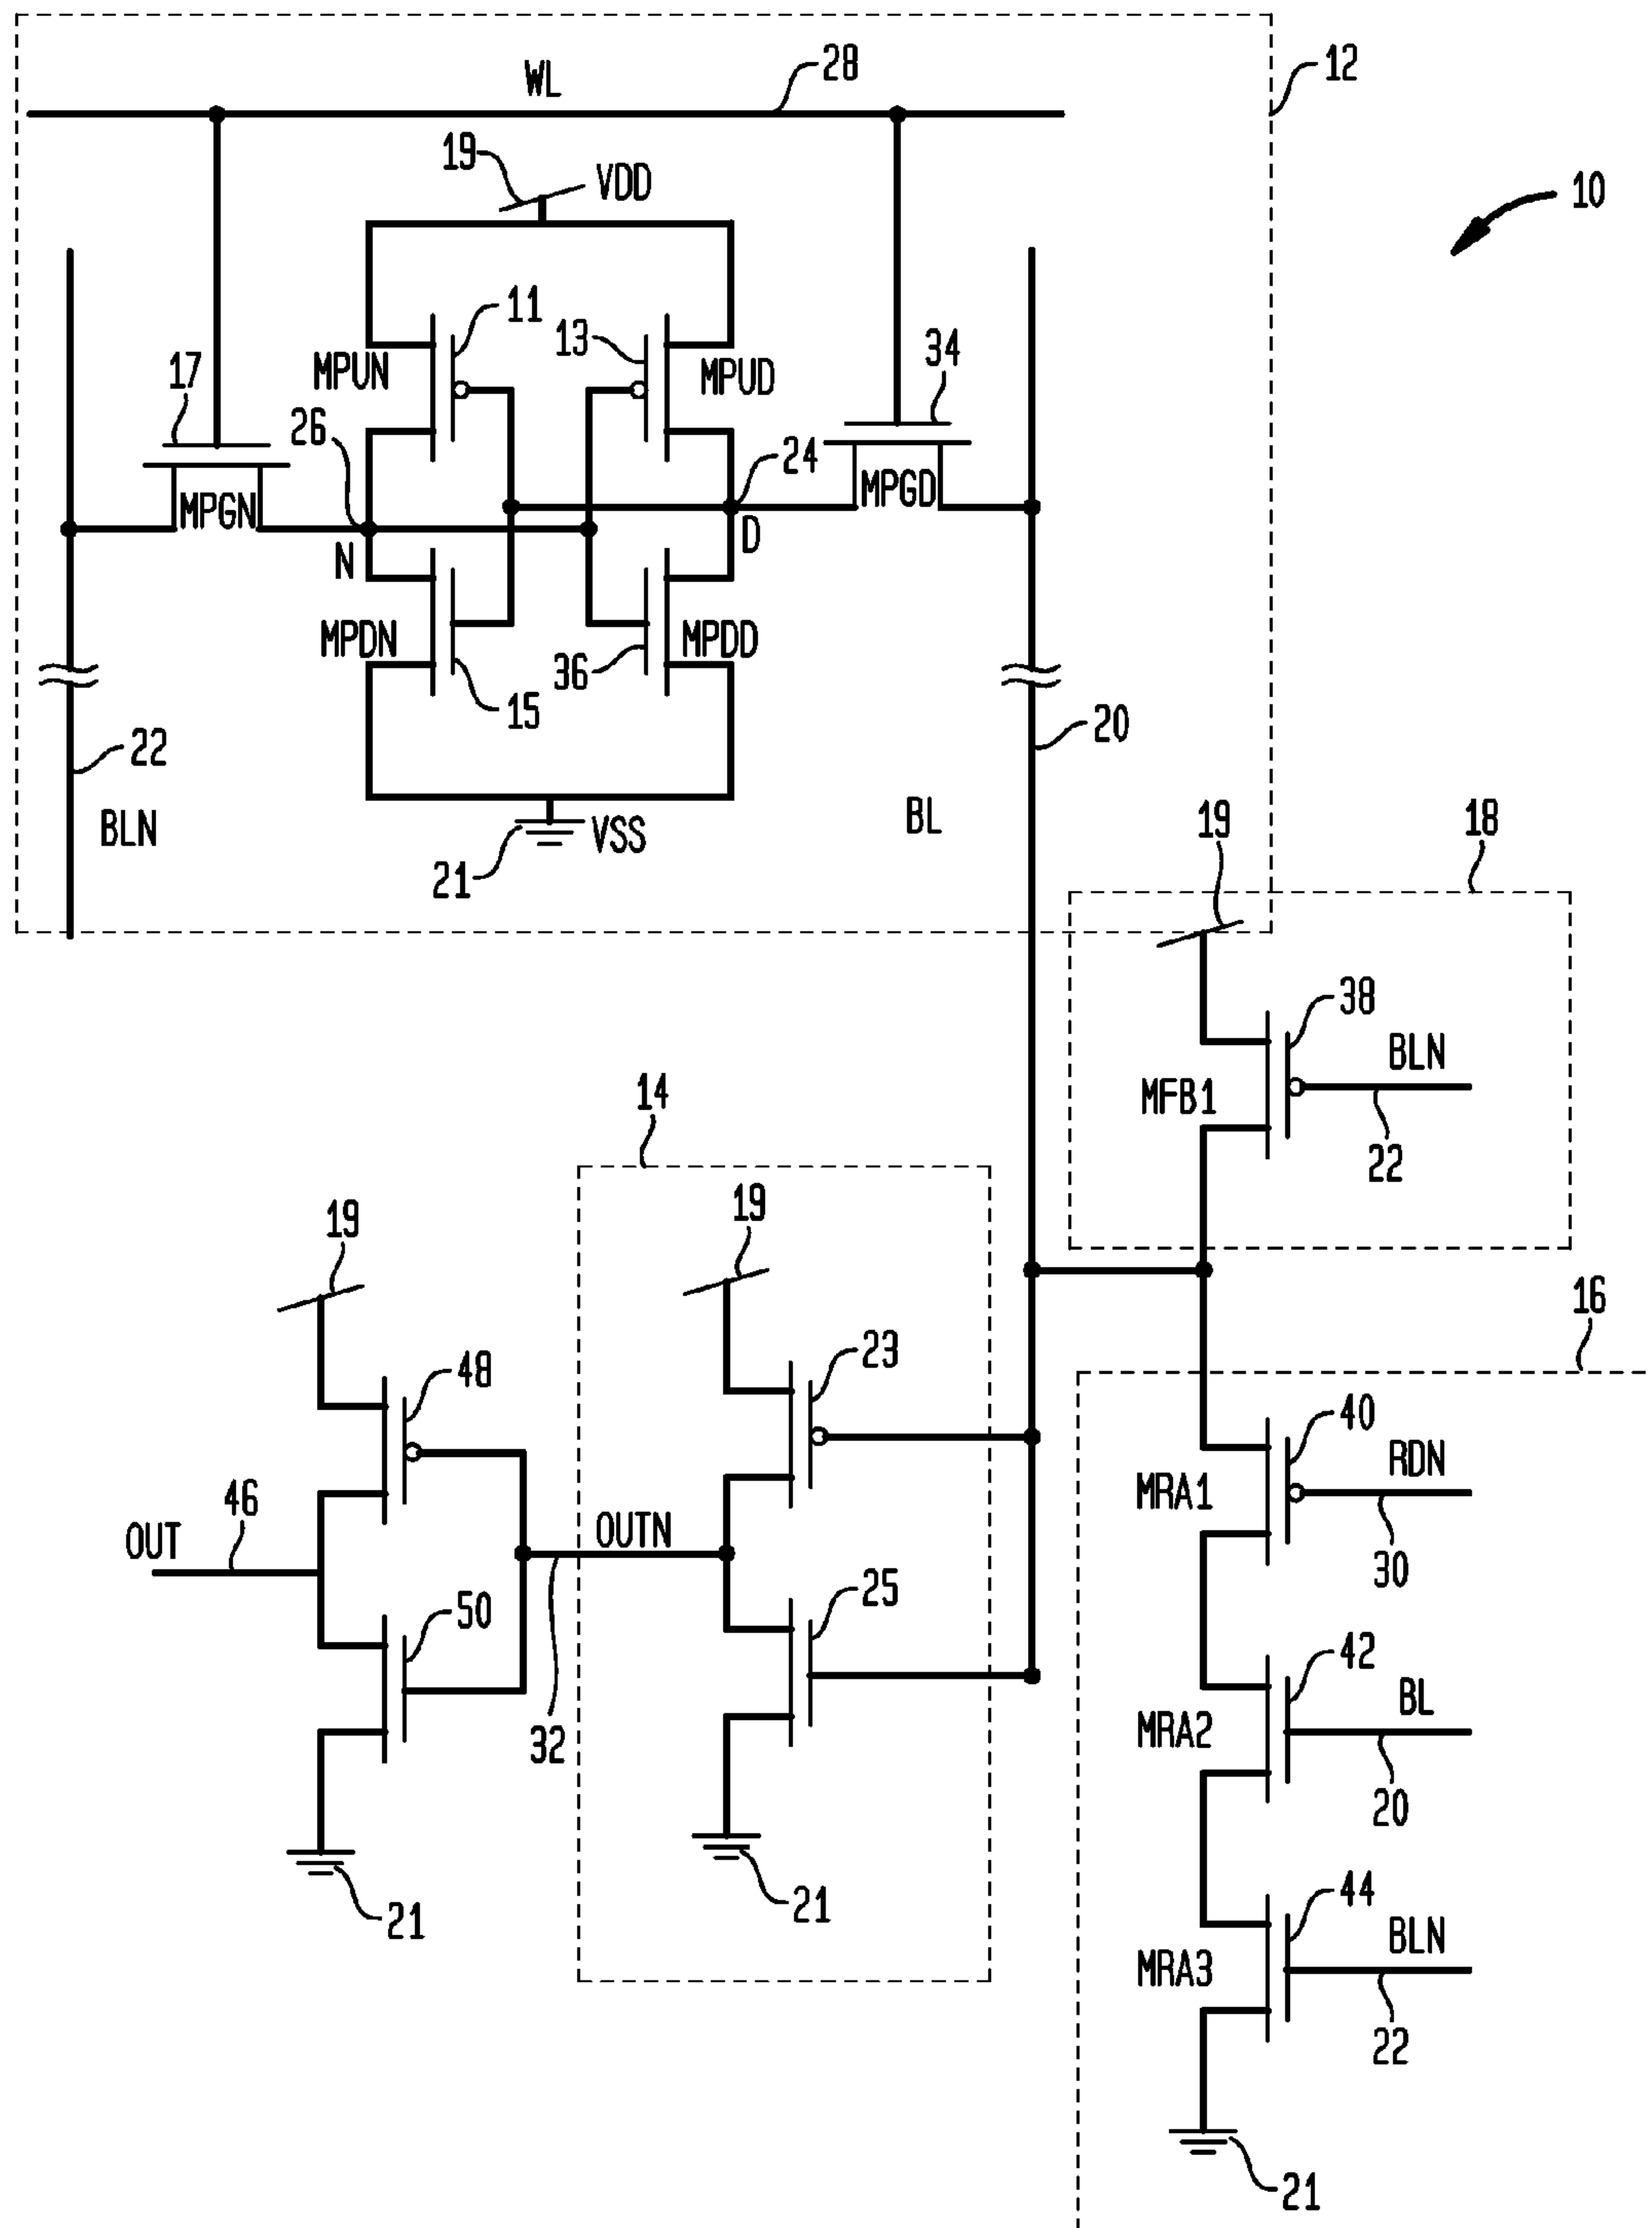 WL
28
12
19
VDD
10
11
13
MPUN
MPUD
34
17
26
24
MPGN
MPGD
N
D
MPDN
MPDD
36
15
22
20
BLN
BL
VSS
21
19
18
38
BLN
MFB1
22
14
19
19
16
23
48
40
RDN
MRA1
46
OUT
OUTN
30
25
50
42
BL
MRA2
32
20
44
BLN
21
21
MRA3
22
21